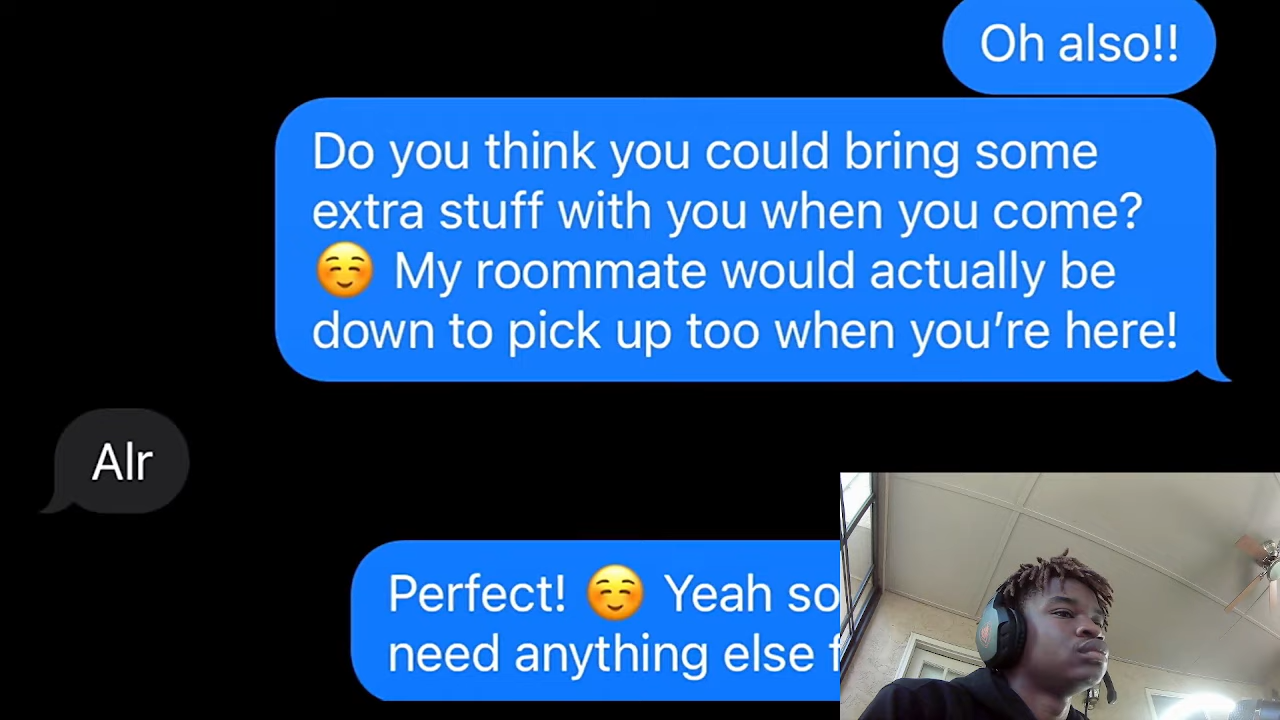 Oh also!!
Do you think you could bring some
extra stuff with you when you come?
☺️ My roommate would actually be
down to pick up too when you’re here!
Alr
Perfect! ☺️ Yeah so
need anything else